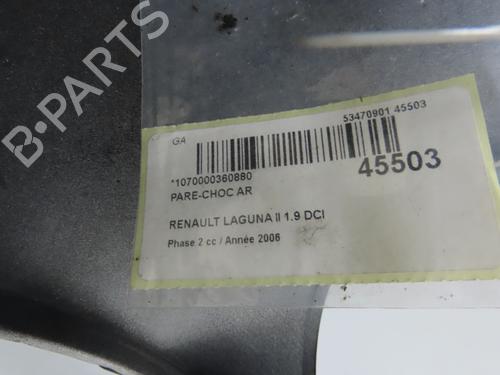 B-PARTS
GA
53470901 45503
*1070000360880
45503
PARE-CHOC AR
RENAULT LAGUNA II 1.9 DCI
Phase 2 cc / Année 2006